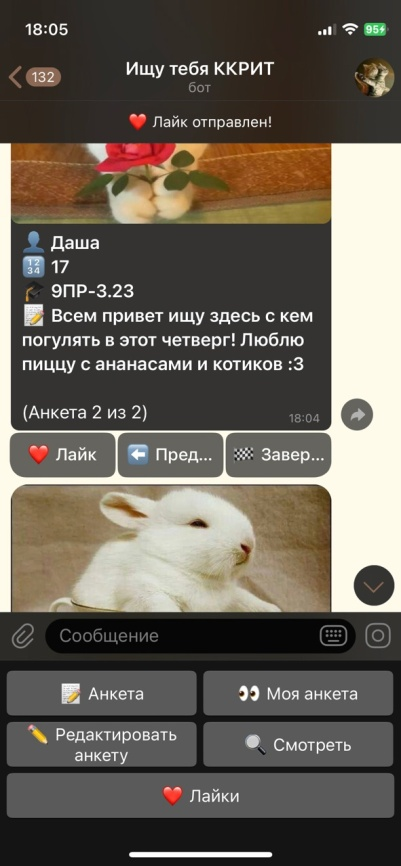 18:05
95
132
Ищу тебя ККРИТ
бот
❤️ Лайк отправлен!
👤 Даша
🔢 17
🎓 9ПР-3.23
📝 Всем привет ищу здесь с кем
погулять в этот четверг! Люблю
пиццу с ананасами и котиков :3
(Анкета 2 из 2)
18:04
❤️ Лайк
⬅️ Пред...
🏁 Завер...
Сообщение
📝 Анкета
👀 Моя анкета
✏️ Редактировать
анкету
🔍 Смотреть
❤️ Лайки